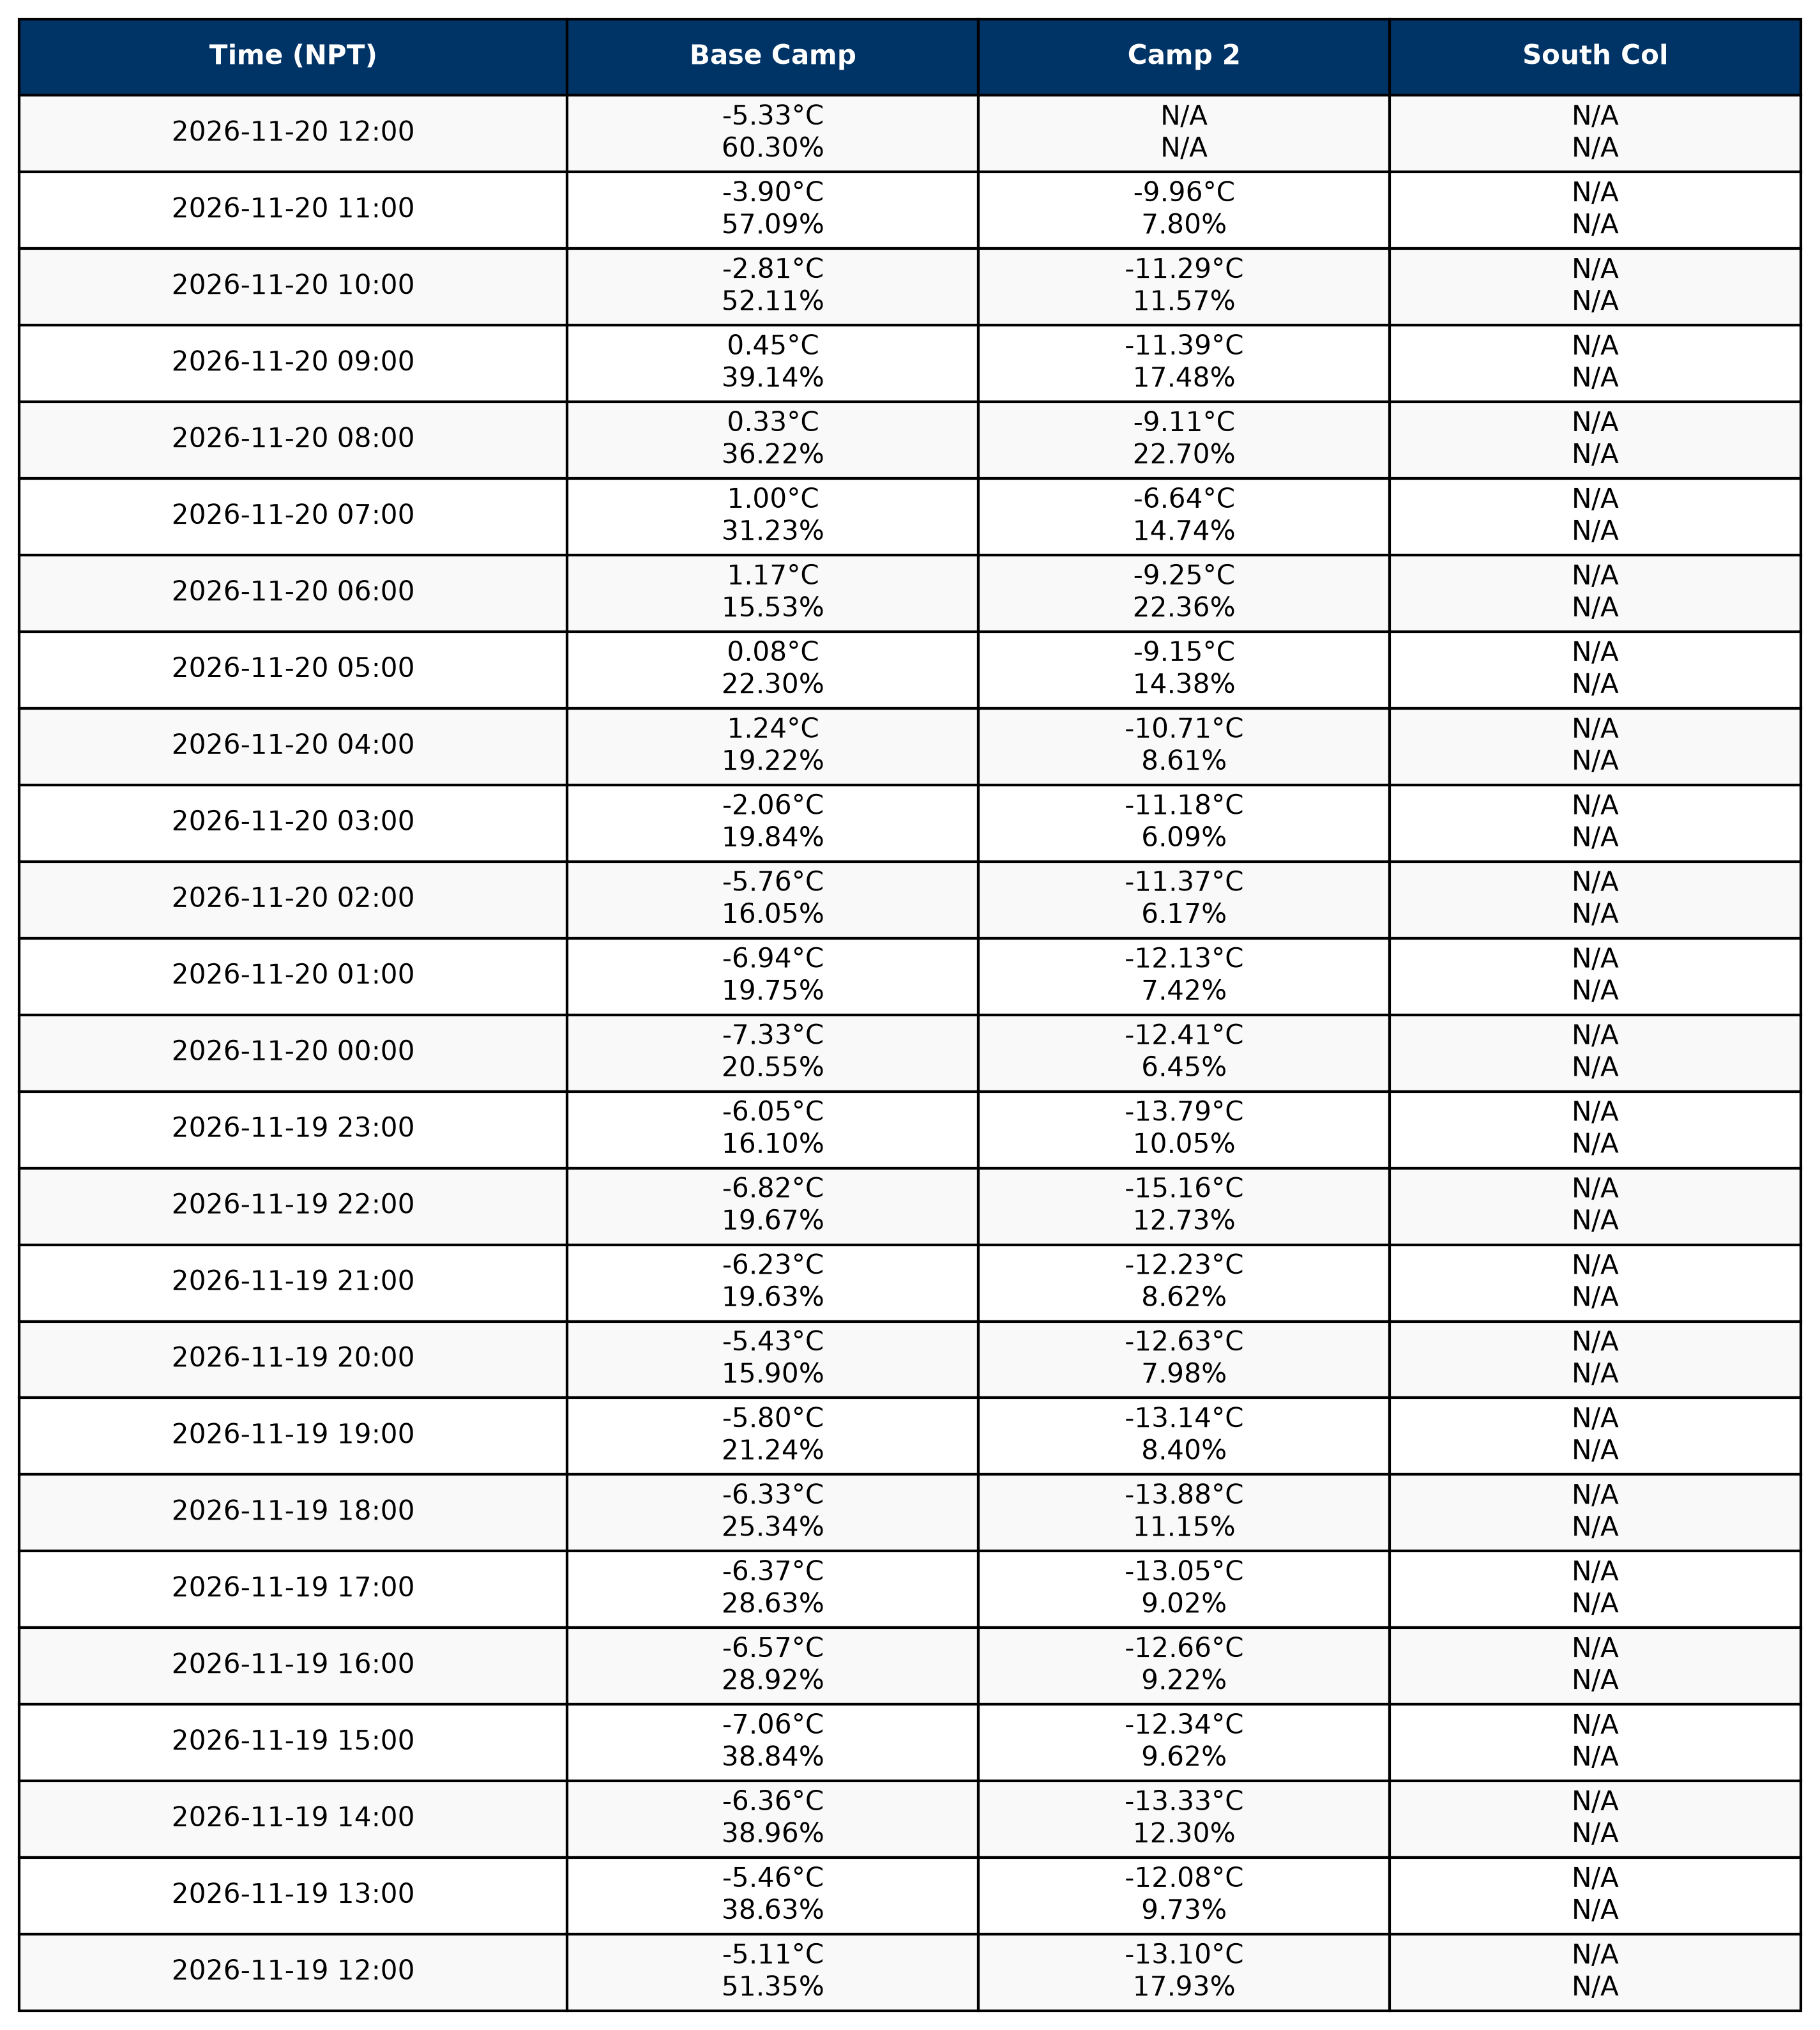 Time (NPT) Base Camp Camp 2 South Col
2026-11-20 12:00 -5.33°C N/A N/A
60.30% N/A N/A
2026-11-20 11:00 -3.90°C -9.96°C N/A
57.09% 7.80% N/A
2026-11-20 10:00 -2.81°C -11.29°C N/A
52.11% 11.57% N/A
2026-11-20 09:00 0.45°C -11.39°C N/A
39.14% 17.48% N/A
2026-11-20 08:00 0.33°C -9.11°C N/A
36.22% 22.70% N/A
2026-11-20 07:00 1.00°C -6.64°C N/A
31.23% 14.74% N/A
2026-11-20 06:00 1.17°C -9.25°C N/A
15.53% 22.36% N/A
2026-11-20 05:00 0.08°C -9.15°C N/A
22.30% 14.38% N/A
2026-11-20 04:00 1.24°C -10.71°C N/A
19.22% 8.61% N/A
2026-11-20 03:00 -2.06°C -11.18°C N/A
19.84% 6.09% N/A
2026-11-20 02:00 -5.76°C -11.37°C N/A
16.05% 6.17% N/A
2026-11-20 01:00 -6.94°C -12.13°C N/A
19.75% 7.42% N/A
2026-11-20 00:00 -7.33°C -12.41°C N/A
20.55% 6.45% N/A
2026-11-19 23:00 -6.05°C -13.79°C N/A
16.10% 10.05% N/A
2026-11-19 22:00 -6.82°C -15.16°C N/A
19.67% 12.73% N/A
2026-11-19 21:00 -6.23°C -12.23°C N/A
19.63% 8.62% N/A
2026-11-19 20:00 -5.43°C -12.63°C N/A
15.90% 7.98% N/A
2026-11-19 19:00 -5.80°C -13.14°C N/A
21.24% 8.40% N/A
2026-11-19 18:00 -6.33°C -13.88°C N/A
25.34% 11.15% N/A
2026-11-19 17:00 -6.37°C -13.05°C N/A
28.63% 9.02% N/A
2026-11-19 16:00 -6.57°C -12.66°C N/A
28.92% 9.22% N/A
2026-11-19 15:00 -7.06°C -12.34°C N/A
38.84% 9.62% N/A
2026-11-19 14:00 -6.36°C -13.33°C N/A
38.96% 12.30% N/A
2026-11-19 13:00 -5.46°C -12.08°C N/A
38.63% 9.73% N/A
2026-11-19 12:00 -5.11°C -13.10°C N/A
51.35% 17.93% N/A